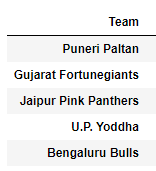 Team
Puneri Paltan
Gujarat Fortunegiants
Jaipur Pink Panthers
U.P. Yoddha
Bengaluru Bulls